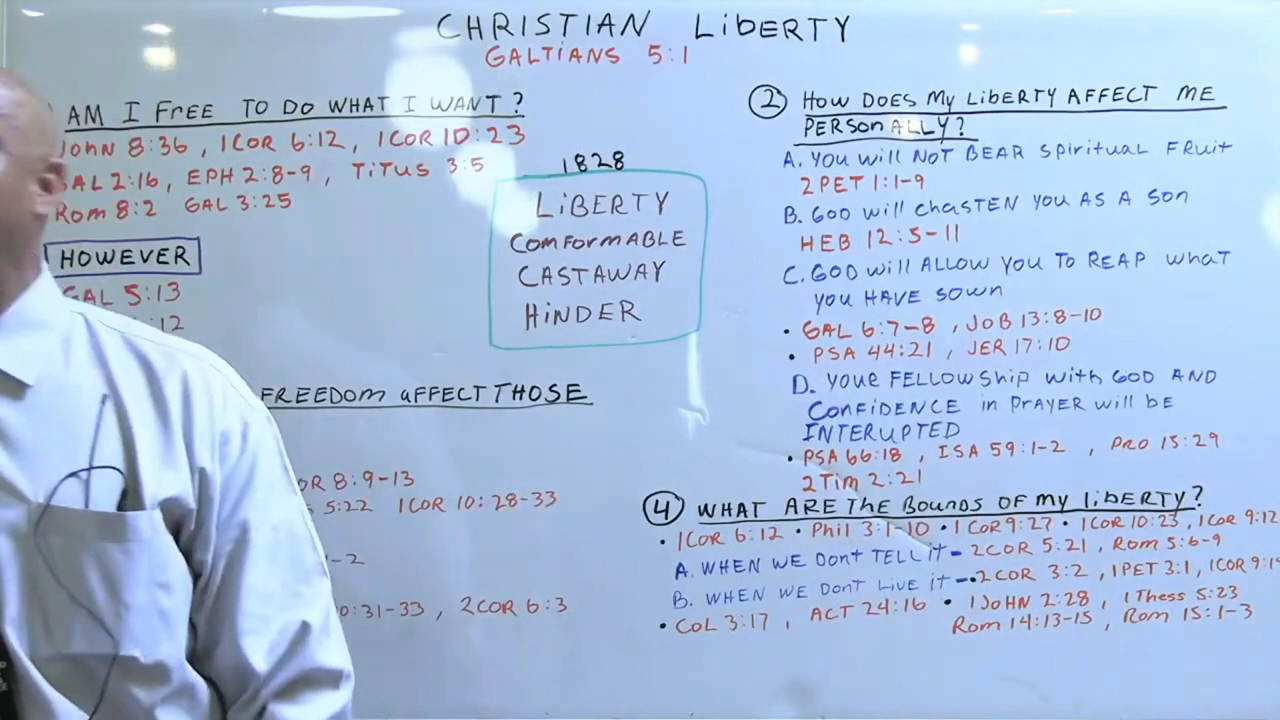 CHRISTIAN LIBERTY
GALTIANS 5:1
AM I FREE TO DO WHAT I WANT?
JOHN 8:36, 1COR 6:12, 1COR 10:23
GAL 2:16, EPH 2:8-9, TITUS 3:5
ROM 8:2 GAL 3:25
HOWEVER
GAL 5:13
:12
FREEDOM AFFECT THOSE
OR 8:9-13
5:22 1COR 10:28-33
-2
0:31-33, 2COR 6:3
1828
LIBERTY
COMFORMABLE
CASTAWAY
HINDER
② HOW DOES MY LIBERTY AFFECT ME
PERSONALLY?
A. YOU WILL NOT BEAR SPIRITUAL FRUIT
2PET 1:1-9
B. GOD WILL CHASTEN YOU AS A SON
HEB 12:5-11
C. GOD WILL ALLOW YOU TO REAP WHAT
YOU HAVE SOWN
• GAL 6:7-8, JOB 13:8-10
• PSA 44:21, JER 17:10
D. YOUR FELLOWSHIP WITH GOD AND
CONFIDENCE IN PRAYER WILL BE
INTERUPTED
• PSA 66:18, ISA 59:1-2, PRO 15:29
2TIM 2:21
④ WHAT ARE THE BOUNDS OF MY LIBERTY?
• 1COR 6:12 • PHIL 3:1-10 • 1COR 9:27 • 1COR 10:23, 1COR 9:12
A. WHEN WE DONT TELL IT - 2COR 5:21, ROM 5:6-9
B. WHEN WE DONT LIVE IT - • 2COR 3:2, 1PET 3:1, 1COR 9:1
• COL 3:17, ACT 24:16 • 1JOHN 2:28, 1THESS 5:23
ROM 14:13-15, ROM 15:1-3